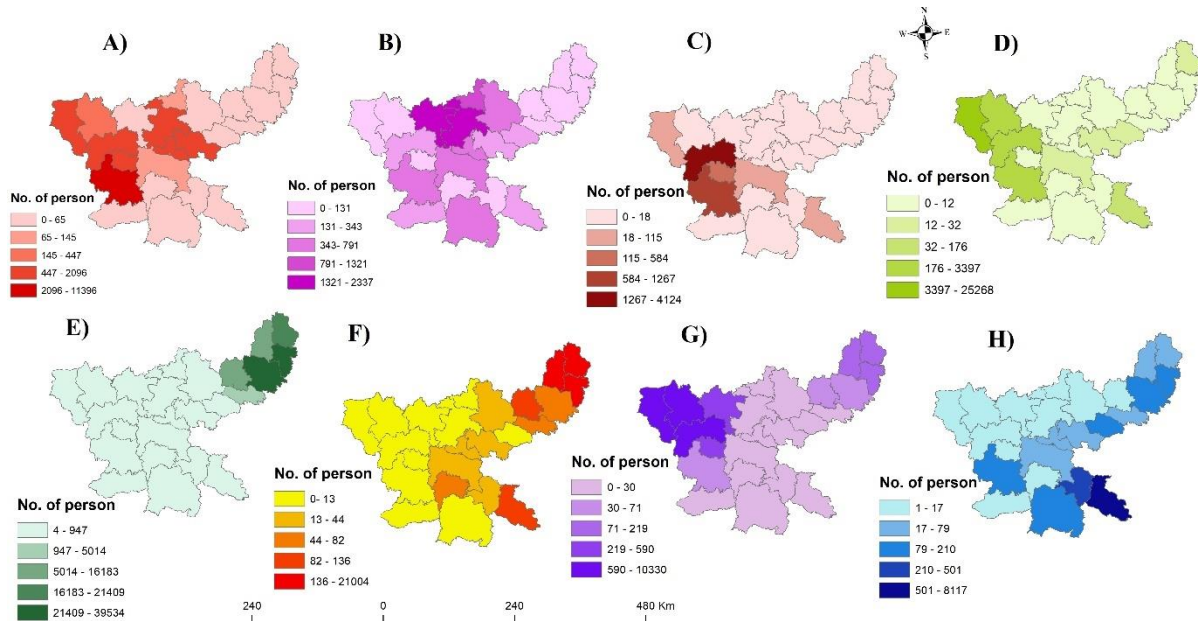 A)
B)
C)
D)
N
W E
S
No. of person
0 - 65
65 - 145
145 - 447
447 - 2096
2096 - 11396
No. of person
0 - 131
131 - 343
343- 791
791 - 1321
1321 - 2337
No. of person
0 - 18
18 - 115
115 - 584
584 - 1267
1267 - 4124
No. of person
0 - 12
12 - 32
32 - 176
176 - 3397
3397 - 25268
E)
F)
G)
H)
No. of person
4 - 947
947 - 5014
5014 - 16183
16183 - 21409
21409 - 39534
No. of person
0- 13
13 - 44
44 - 82
82 - 136
136 - 21004
No. of person
0 - 30
30 - 71
71 - 219
219 - 590
590 - 10330
No. of person
1 - 17
17 - 79
79 - 210
210 - 501
501 - 8117
240 0 240 480 Km